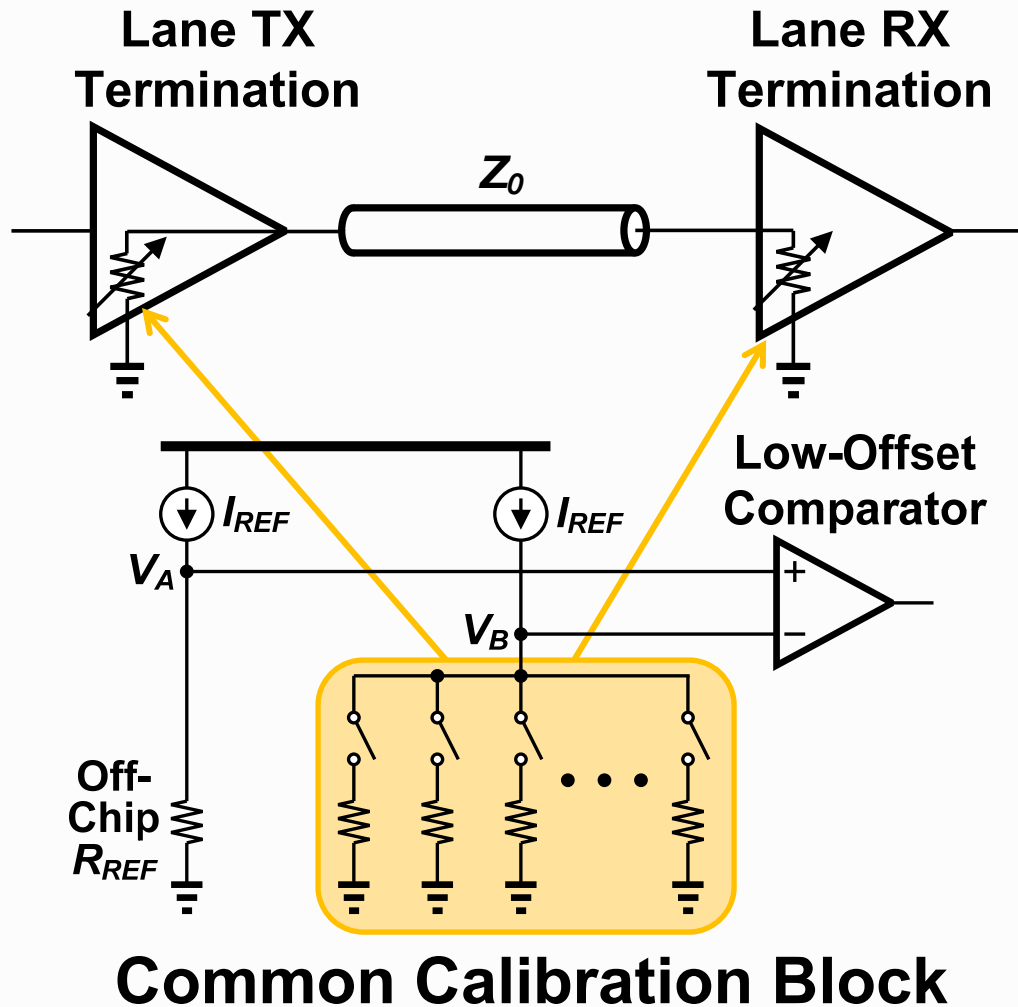 Lane TX
Termination
Lane RX
Termination
Z0
IREF
IREF
Low-Offset
Comparator
VA
+
VB
−
Off-
Chip
RREF
Common Calibration Block